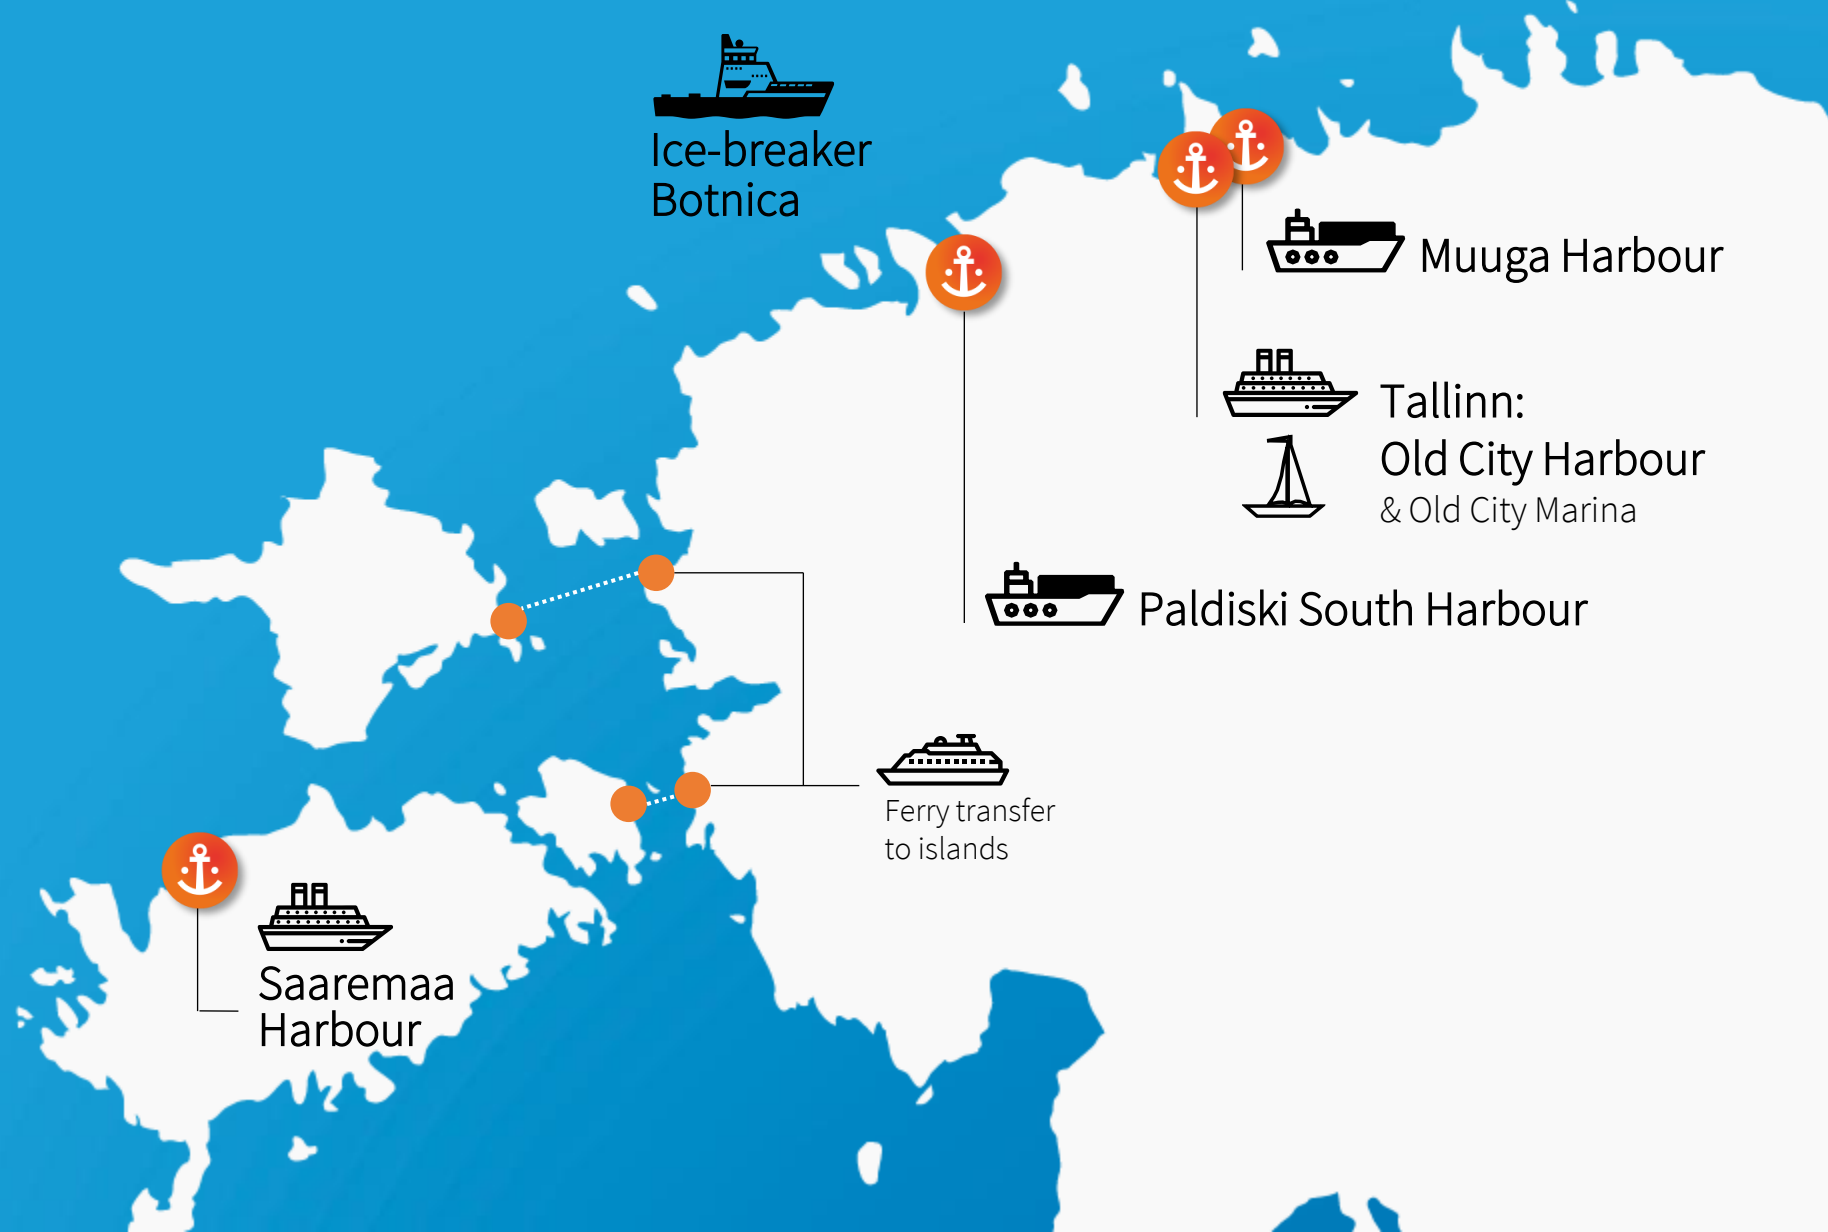 Ice-breaker
Botnica
Muuga Harbour
Tallinn:
Old City Harbour
& Old City Marina
Paldiski South Harbour
Ferry transfer
to islands
Saaremaa
Harbour